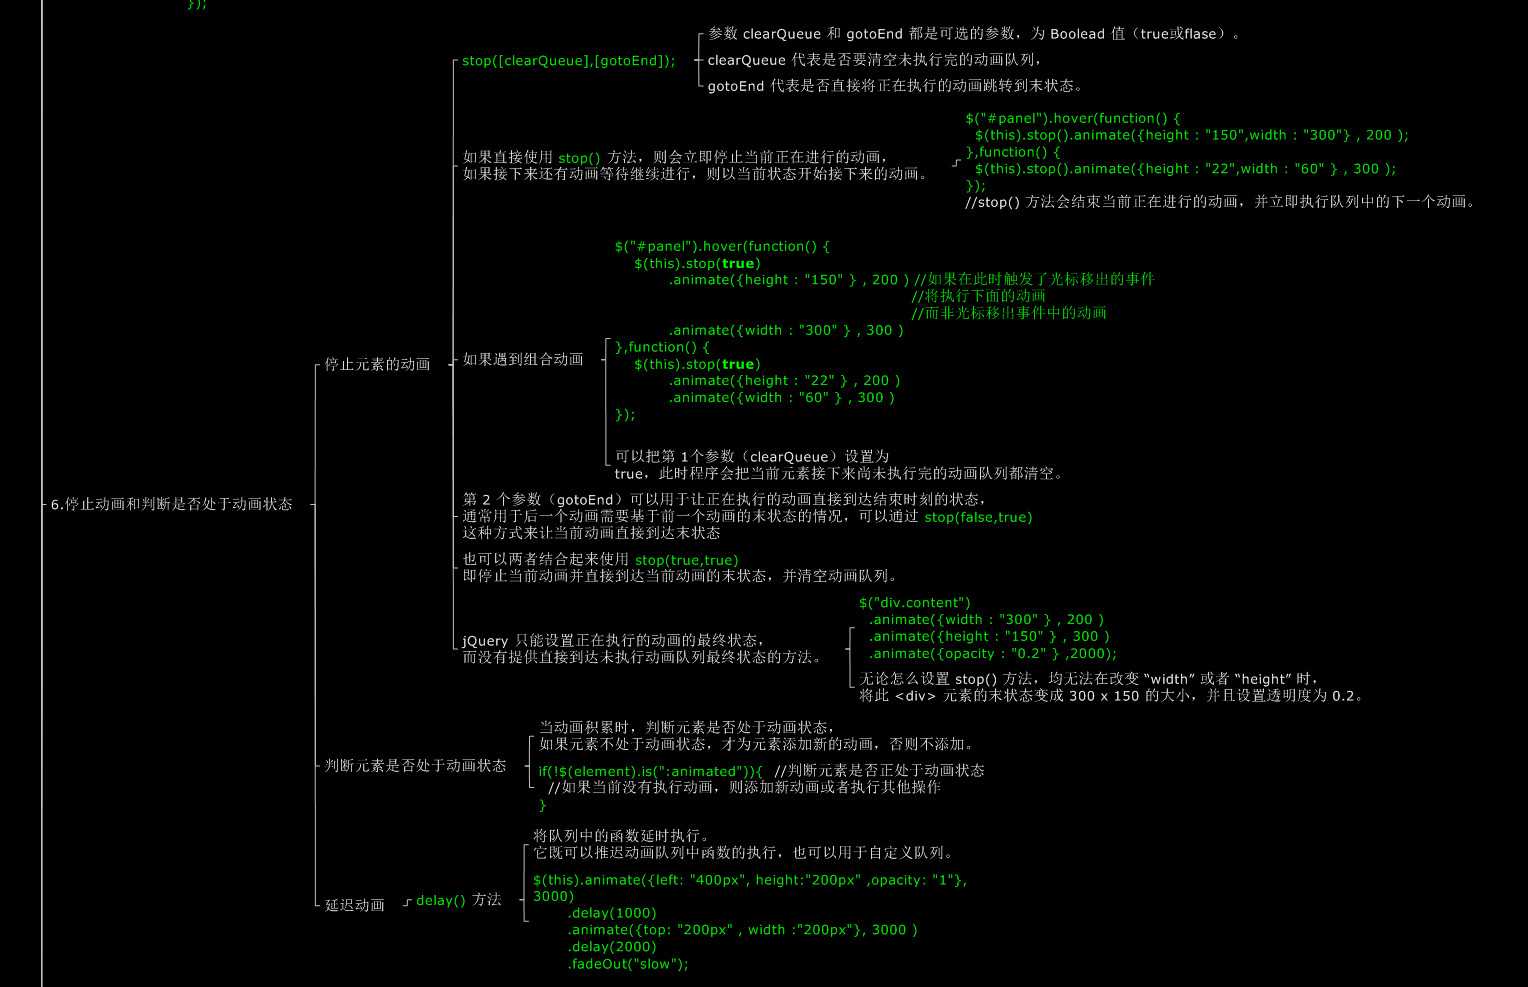 });
6.停止动画和判断是否处于动画状态
停止元素的动画
stop([clearQueue],[gotoEnd]);
参数 clearQueue 和 gotoEnd 都是可选的参数，为 Boolead 值（true或flase）。
clearQueue 代表是否要清空未执行完的动画队列，
gotoEnd 代表是否直接将正在执行的动画跳转到末状态。
如果直接使用 stop() 方法，则会立即停止当前正在进行的动画，
如果接下来还有动画等待继续进行，则以当前状态开始接下来的动画。
$("#panel").hover(function() {
$(this).stop().animate({height : "150",width : "300"} , 200 );
},function() {
$(this).stop().animate({height : "22",width : "60" } , 300 );
});
//stop() 方法会结束当前正在进行的动画，并立即执行队列中的下一个动画。
如果遇到组合动画
$("#panel").hover(function() {
$(this).stop(true)
.animate({height : "150" } , 200 ) //如果在此时触发了光标移出的事件
//将执行下面的动画
//而非光标移出事件中的动画
.animate({width : "300" } , 300 )
},function() {
$(this).stop(true)
.animate({height : "22" } , 200 )
.animate({width : "60" } , 300 )
});
可以把第 1个参数（clearQueue）设置为
true，此时程序会把当前元素接下来尚未执行完的动画队列都清空。
第 2 个参数（gotoEnd）可以用于让正在执行的动画直接到达结束时刻的状态，
通常用于后一个动画需要基于前一个动画的末状态的情况，可以通过 stop(false,true)
这种方式来让当前动画直接到达末状态
也可以两者结合起来使用 stop(true,true)
即停止当前动画并直接到达当前动画的末状态，并清空动画队列。
jQuery 只能设置正在执行的动画的最终状态，
而没有提供直接到达未执行动画队列最终状态的方法。
$("div.content")
.animate({width : "300" } , 200 )
.animate({height : "150" } , 300 )
.animate({opacity : "0.2" } ,2000);
无论怎么设置 stop() 方法，均无法在改变 “width” 或者 “height” 时，
将此 <div> 元素的末状态变成 300 x 150 的大小，并且设置透明度为 0.2。
判断元素是否处于动画状态
当动画积累时，判断元素是否处于动画状态，
如果元素不处于动画状态，才为元素添加新的动画，否则不添加。
if(!$(element).is(":animated")){ //判断元素是否正处于动画状态
//如果当前没有执行动画，则添加新动画或者执行其他操作
}
延迟动画
delay() 方法
将队列中的函数延时执行。
它既可以推迟动画队列中函数的执行，也可以用于自定义队列。
$(this).animate({left: "400px", height:"200px" ,opacity: "1"},
3000)
.delay(1000)
.animate({top: "200px" , width :"200px"}, 3000 )
.delay(2000)
.fadeOut("slow");